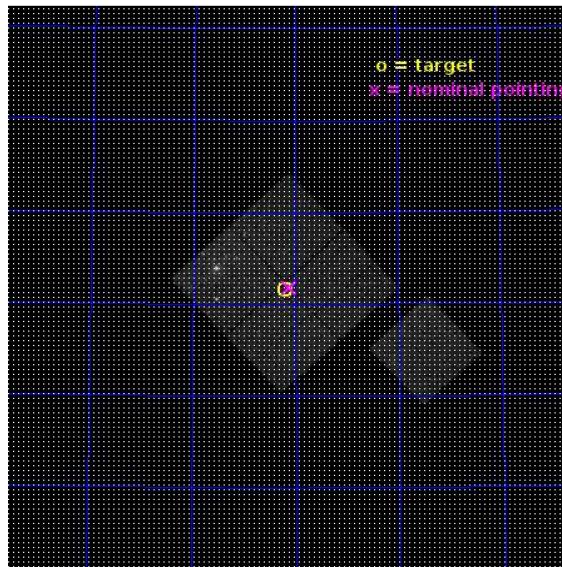 o = target
x = nominal pointing